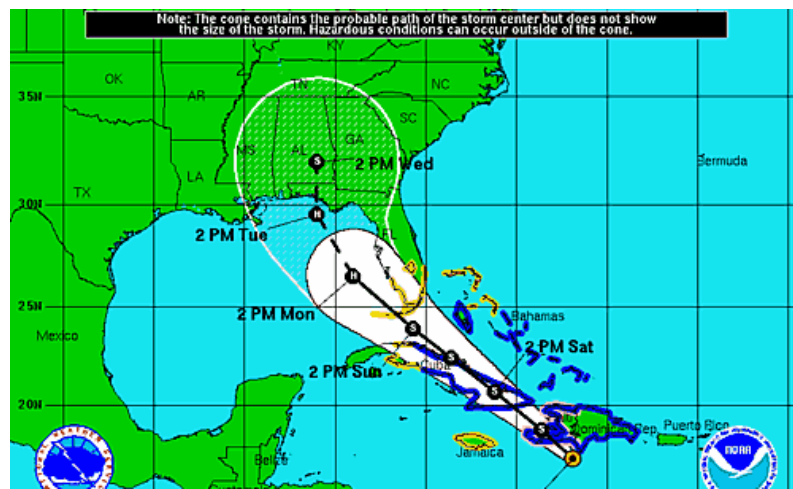 Note: The cone contains the probable path of the storm center but does not show
the size of the storm. Hazardous conditions can occur outside of the cone.
KY
OK
TN
NC
AR
35N
SC
MS
AL
GA
2 PM Wed
Bermuda
LA
TX
30N
2 PM Tue
FL
25N
2 PM Mon
Bahamas
Mexico
2 PM Sat
2 PM Sun
Cuba
20N
Dominican Rep.
Puerto Rico
Jamaica
Belize
NOAA
S
S
H
H
S
S
S
S